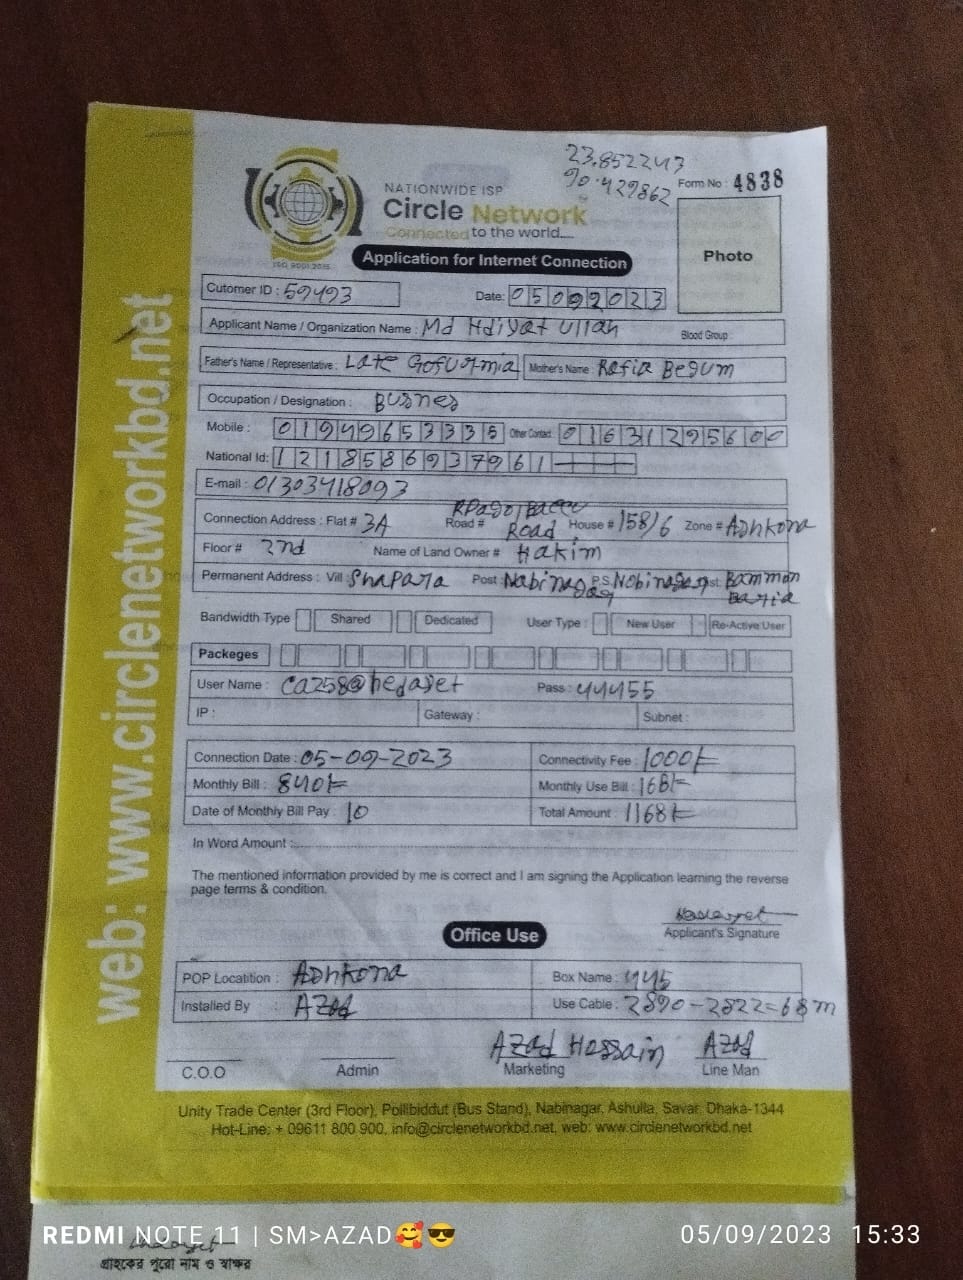 23.852243
90.429862
Form No : 4838
NATIONWIDE ISP
Circle Network
Connected to the world....
ISO 9001:2015
Application for Internet Connection
Photo
Cutomer ID : 59493 Date: 05092023
Applicant Name / Organization Name : Md Hdiyat Ullah Blood Group
Father's Name / Representative : Late Gofurmia Mother's Name : Rafia Begum
Occupation / Designation : Busnes
Mobile : 01949653335 Other Contact 01631295600
National Id: 1218586937961
E-mail : 01303418093
Connection Address : Flat # 3A Road # Road House # 158/6 Zone # Adhkona
Floor # 2nd Name of Land Owner # Hakim
Permanent Address : Vill Shapara Post : Nabinagar P.S. Nobinagar Dist. Bammon Baria
Bandwidth Type Shared Dedicated User Type : New User Re-Active User
Packeges
User Name : Ca258@hedayet Pass : 44455
IP : Gateway : Subnet :
Connection Date : 05-09-2023 Connectivity Fee : 1000/=
Monthly Bill : 840/= Monthly Use Bill : 168/=
Date of Monthly Bill Pay : 10 Total Amount : 1168/=
In Word Amount :
The mentioned information provided by me is correct and I am signing the Application learning the reverse
page terms & condition.
Applicant's Signature
Office Use
POP Locatition : Adhkona Box Name : 445
Installed By : Azad Use Cable : 2890-2822=68m
Azad Hossain Azad
C.O.O Admin Marketing Line Man
Unity Trade Center (3rd Floor), Pollibiddut (Bus Stand), Nabinagar, Ashulia, Savar, Dhaka-1344
Hot-Line: + 09611 800 900, info@circlenetworkbd.net, web: www.circlenetworkbd.net
web: www.circlenetworkbd.net
REDMI NOTE 11 | SM>AZAD🥰😎 05/09/2023 15:33
গ্রাহকের পুরো নাম ও স্বাক্ষর